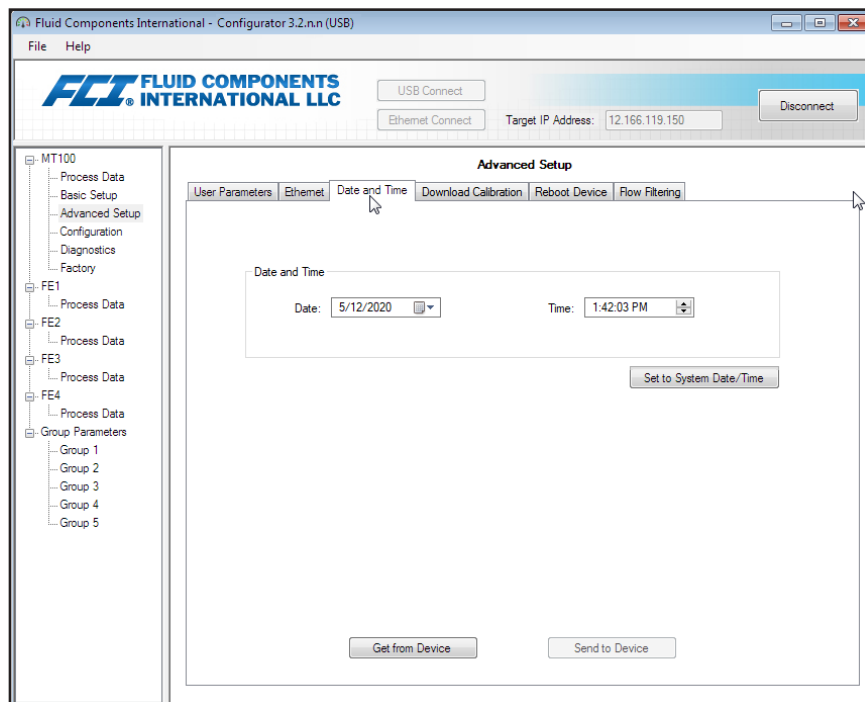 Fluid Components International - Configurator 3.2.n.n (USB)
File Help
FCI® FLUID COMPONENTS
INTERNATIONAL LLC
USB Connect
Ethernet Connect
Target IP Address: 12.166.119.150
Disconnect
MT100
Process Data
Basic Setup
Advanced Setup
Configuration
Diagnostics
Factory
FE1
Process Data
FE2
Process Data
FE3
Process Data
FE4
Process Data
Group Parameters
Group 1
Group 2
Group 3
Group 4
Group 5
Advanced Setup
User Parameters Ethernet Date and Time Download Calibration Reboot Device Flow Filtering
Date and Time
Date: 5/12/2020 Time: 1:42:03 PM
Set to System Date/Time
Get from Device Send to Device